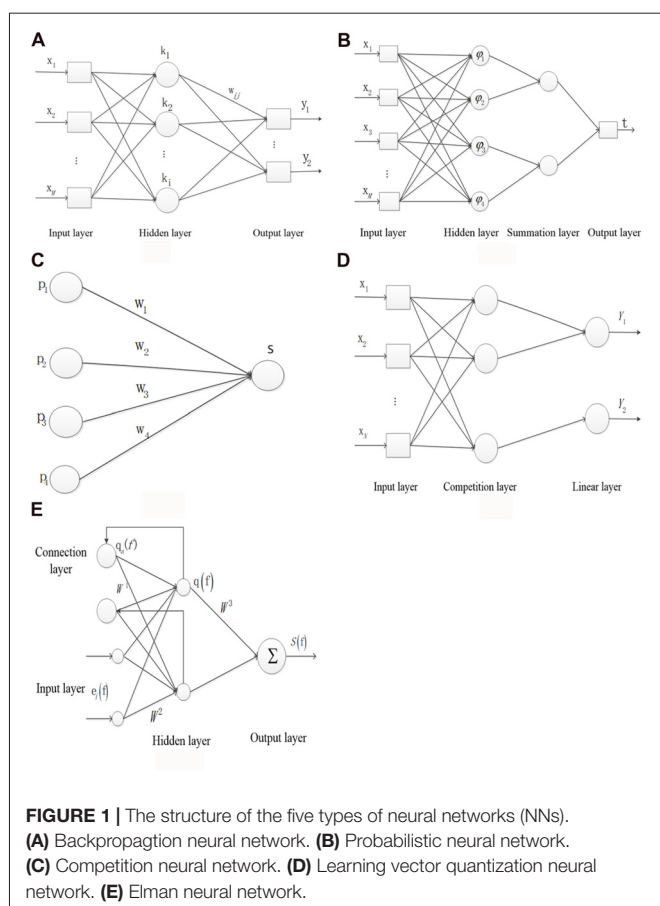 A
x1
k1
wij
y1
x2
k2
⋮
⋮
⋮
y2
xN
ki
Input layer Hidden layer Output layer
B
x1
φ1
x2
φ2
t
x3
φ3
⋮
xN
φ4
Input layer Hidden layer Summation layer Output layer
C
p1
W1
p2
W2
S
p3
W3
W4
p4
D
x1
Y1
x2
⋮
Y2
xN
Input layer Competition layer Linear layer
E
Connection
layer
W1
q(f)
W3
S(f)
Σ
Input layer
W2
Hidden layer Output layer
FIGURE 1 | The structure of the five types of neural networks (NNs).
(A) Backpropagtion neural network. (B) Probabilistic neural network.
(C) Competition neural network. (D) Learning vector quantization neural
network. (E) Elman neural network.